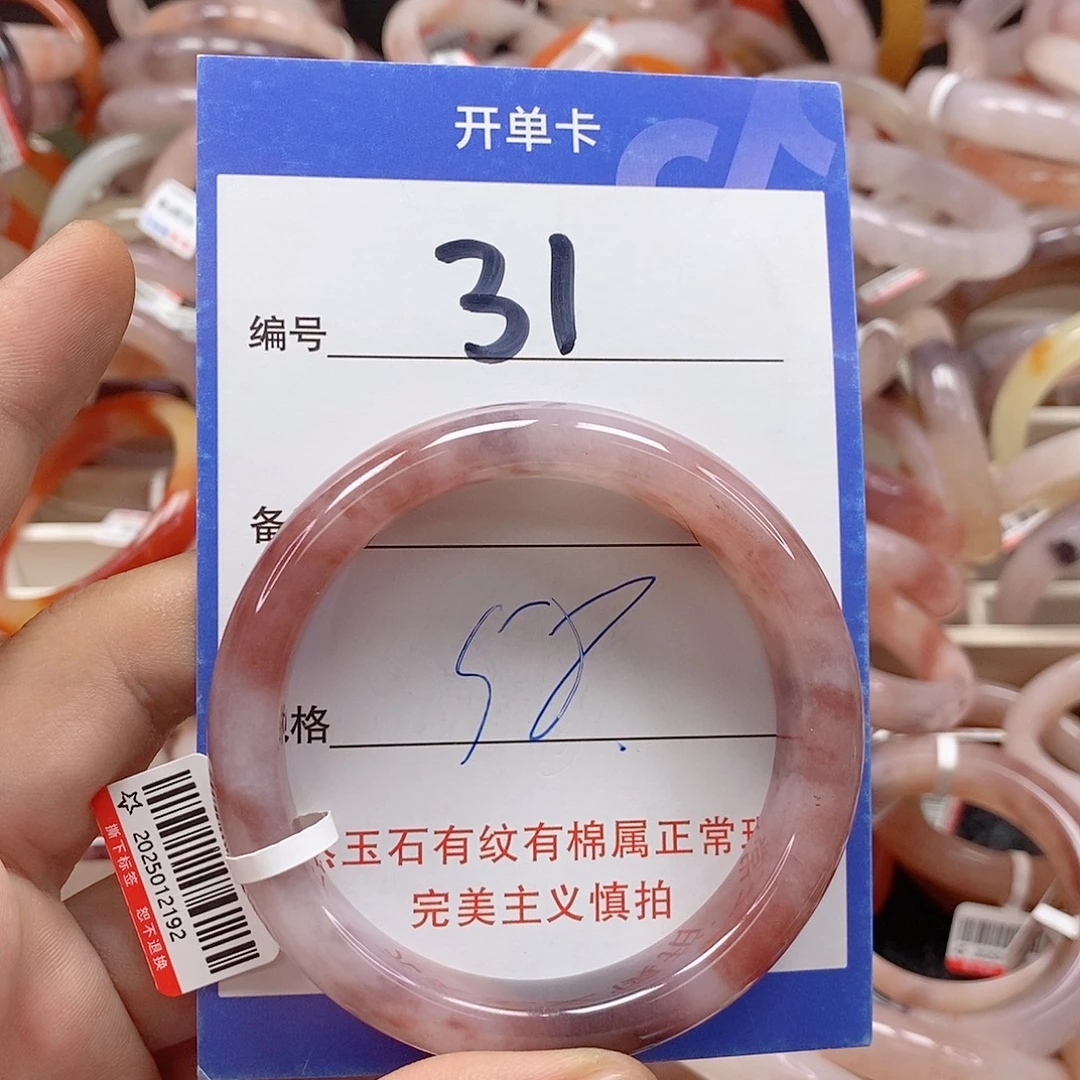 开单卡
编号 31
备
格 58.
玉石有纹有棉属正常
完美主义慎拍
2025012192
撕下标签 恕不退换